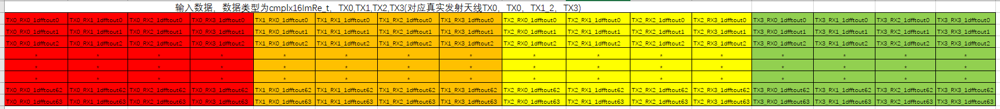 输入数据，数据类型为cmplx16ImRe_t，TX0,TX1,TX2,TX3(对应真实发射天线TX0，TX0，TX1_2，TX3)
TX0_RX0_1dfftout0 TX0_RX1_1dfftout0 TX0_RX2_1dfftout0 TX0_RX3_1dfftout0 TX1_RX0_1dfftout0 TX1_RX1_1dfftout0 TX1_RX2_1dfftout0 TX1_RX3_1dfftout0 TX2_RX0_1dfftout0 TX2_RX1_1dfftout0 TX2_RX2_1dfftout0 TX2_RX3_1dfftout0 TX3_RX0_1dfftout0 TX3_RX1_1dfftout0 TX3_RX2_1dfftout0 TX3_RX3_1dfftout0
TX0_RX0_1dfftout1 TX0_RX1_1dfftout1 TX0_RX2_1dfftout1 TX0_RX3_1dfftout1 TX1_RX0_1dfftout1 TX1_RX1_1dfftout1 TX1_RX2_1dfftout1 TX1_RX3_1dfftout1 TX2_RX0_1dfftout1 TX2_RX1_1dfftout1 TX2_RX2_1dfftout1 TX2_RX3_1dfftout1 TX3_RX0_1dfftout1 TX3_RX1_1dfftout1 TX3_RX2_1dfftout1 TX3_RX3_1dfftout1
TX0_RX0_1dfftout2 TX0_RX1_1dfftout2 TX0_RX2_1dfftout2 TX0_RX3_1dfftout2 TX1_RX0_1dfftout2 TX1_RX1_1dfftout2 TX1_RX2_1dfftout2 TX1_RX3_1dfftout2 TX2_RX0_1dfftout2 TX2_RX1_1dfftout2 TX2_RX2_1dfftout2 TX2_RX3_1dfftout2 TX3_RX0_1dfftout2 TX3_RX1_1dfftout2 TX3_RX2_1dfftout2 TX3_RX3_1dfftout2
* * * * * * * * * * * * * * * *
* * * * * * * * * * * * * * * *
* * * * * * * * * * * * * * * *
TX0_RX0_1dfftout62 TX0_RX1_1dfftout62 TX0_RX2_1dfftout62 TX0_RX3_1dfftout62 TX1_RX0_1dfftout62 TX1_RX1_1dfftout62 TX1_RX2_1dfftout62 TX1_RX3_1dfftout62 TX2_RX0_1dfftout62 TX2_RX1_1dfftout62 TX2_RX2_1dfftout62 TX2_RX3_1dfftout62 TX3_RX0_1dfftout62 TX3_RX1_1dfftout62 TX3_RX2_1dfftout62 TX3_RX3_1dfftout62
TX0_RX0_1dfftout63 TX0_RX1_1dfftout63 TX0_RX2_1dfftout63 TX0_RX3_1dfftout63 TX1_RX0_1dfftout63 TX1_RX1_1dfftout63 TX1_RX2_1dfftout63 TX1_RX3_1dfftout63 TX2_RX0_1dfftout63 TX2_RX1_1dfftout63 TX2_RX2_1dfftout63 TX2_RX3_1dfftout63 TX3_RX0_1dfftout63 TX3_RX1_1dfftout63 TX3_RX2_1dfftout63 TX3_RX3_1dfftout63